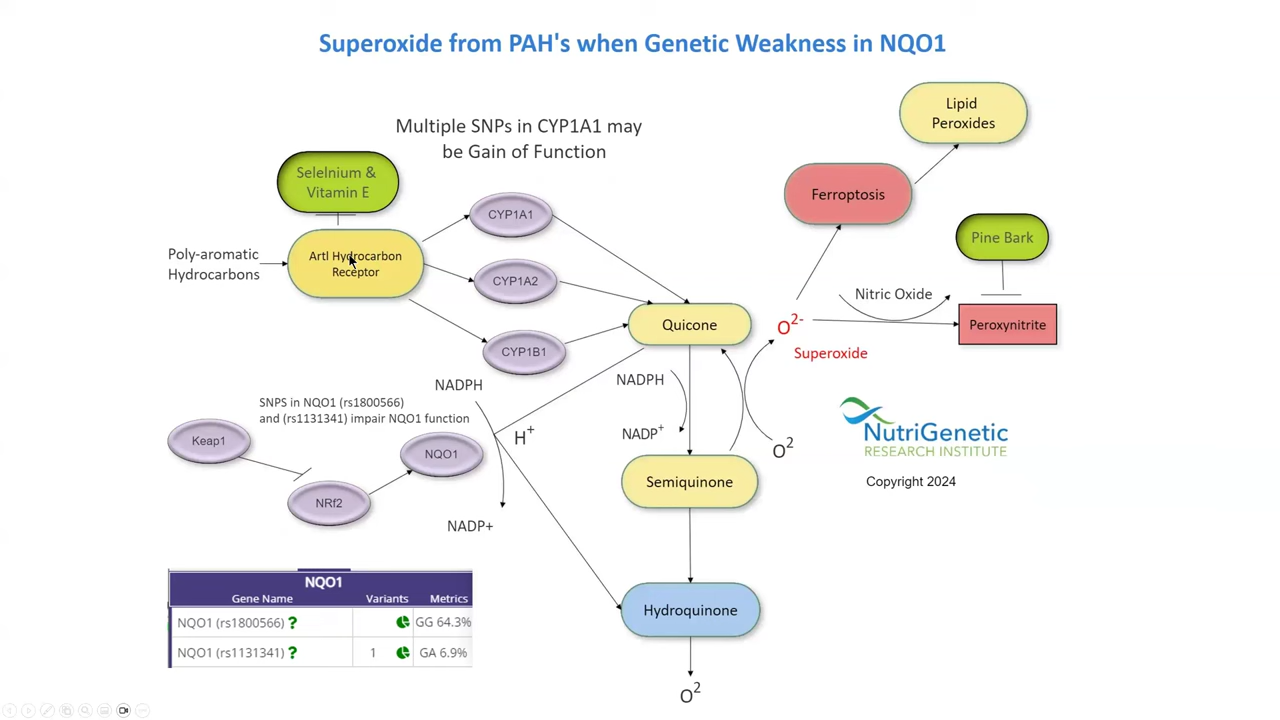 Superoxide from PAH's when Genetic Weakness in NQO1
Multiple SNPs in CYP1A1 may
be Gain of Function
Lipid
Peroxides
Selelnium &
Vitamin E
Ferroptosis
CYP1A1
Pine Bark
Poly-aromatic
Hydrocarbons
Artl Hydrocarbon
Receptor
CYP1A2
Nitric Oxide
Quicone
O2-
Superoxide
Peroxynitrite
CYP1B1
NADPH
NADPH
SNPS in NQO1 (rs1800566)
and (rs1131341) impair NQO1 function
Keap1
H+
NADP+
O2
NutriGenetic
RESEARCH INSTITUTE
Copyright 2024
NQO1
Semiquinone
NRf2
NADP+
NQO1
Gene Name Variants Metrics
NQO1 (rs1800566) ? GG 64.3%
NQO1 (rs1131341) ? 1 GA 6.9%
Hydroquinone
O2